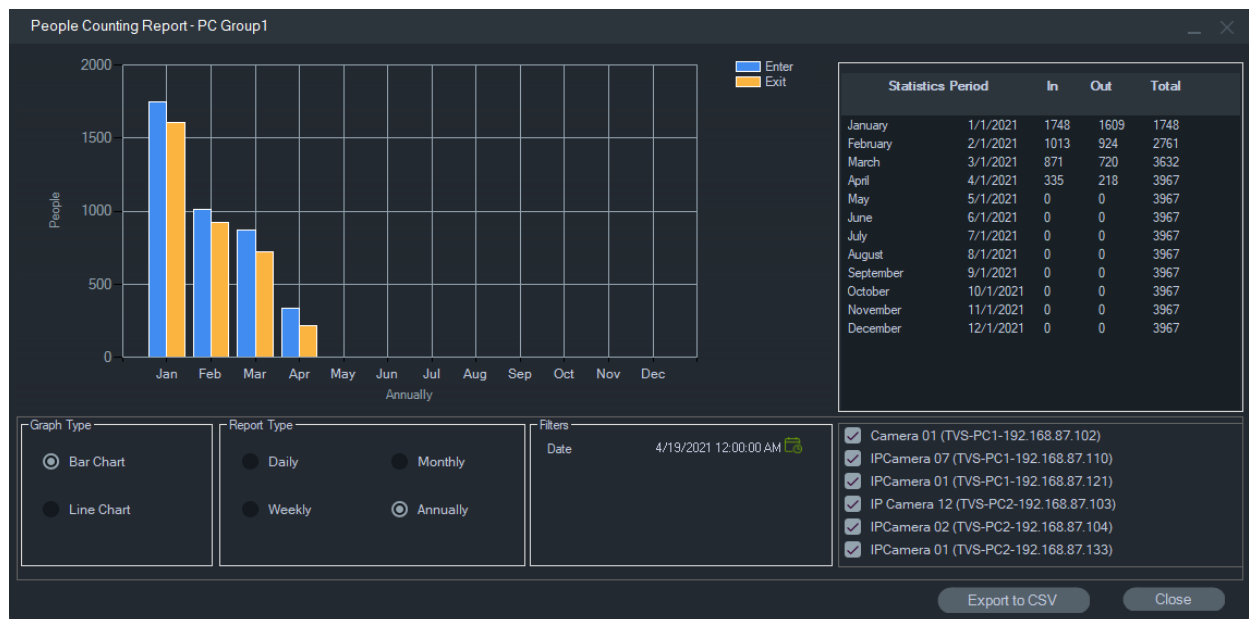 People Counting Report - PC Group1
2000
1500
1000
500
0
People
Jan Feb Mar Apr May Jun Jul Aug Sep Oct Nov Dec
Annually
Enter
Exit
Statistics Period In Out Total
January 1/1/2021 1748 1609 1748
February 2/1/2021 1013 924 2761
March 3/1/2021 871 720 3632
April 4/1/2021 335 218 3967
May 5/1/2021 0 0 3967
June 6/1/2021 0 0 3967
July 7/1/2021 0 0 3967
August 8/1/2021 0 0 3967
September 9/1/2021 0 0 3967
October 10/1/2021 0 0 3967
November 11/1/2021 0 0 3967
December 12/1/2021 0 0 3967
Graph Type
Bar Chart
Line Chart
Report Type
Daily Monthly
Weekly Annually
Filters
Date 4/19/2021 12:00:00 AM
Camera 01 (TVS-PC1-192.168.87.102)
IPCamera 07 (TVS-PC1-192.168.87.110)
IPCamera 01 (TVS-PC1-192.168.87.121)
IP Camera 12 (TVS-PC2-192.168.87.103)
IPCamera 02 (TVS-PC2-192.168.87.104)
IPCamera 01 (TVS-PC2-192.168.87.133)
Export to CSV Close